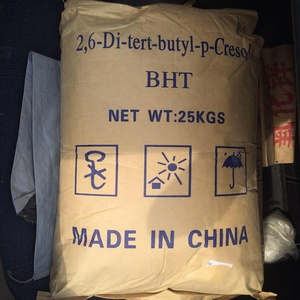 2,6-Di-tert-butyl-p-Cresol
BHT
NET WT:25KGS
MADE IN CHINA